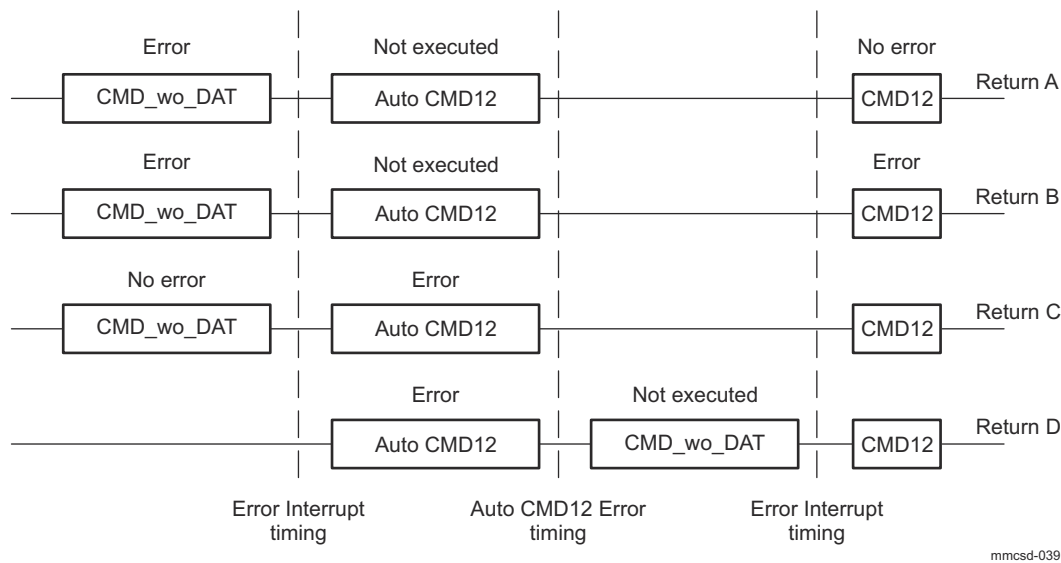 Error Not executed No error
CMD_wo_DAT Auto CMD12 CMD12 Return A
Error Not executed Error
CMD_wo_DAT Auto CMD12 CMD12 Return B
No error Error
CMD_wo_DAT Auto CMD12 CMD12 Return C
Error Not executed
Auto CMD12 CMD_wo_DAT CMD12 Return D
Error Interrupt Auto CMD12 Error Error Interrupt
timing timing timing
mmcsd-039